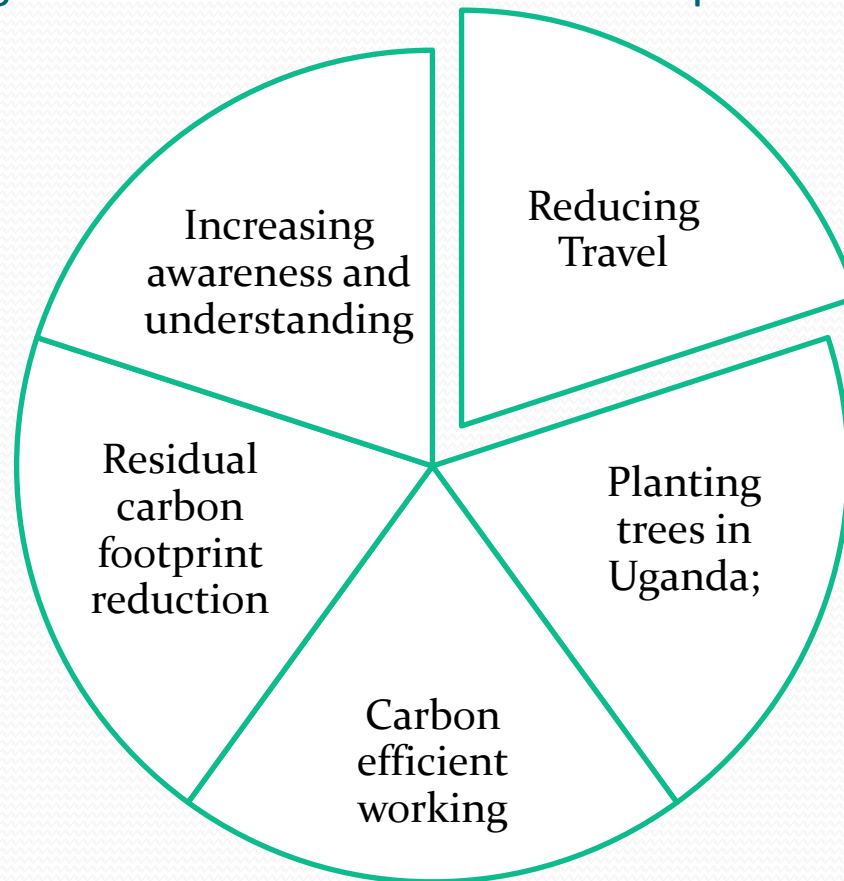 Reducing
Travel
Planting
trees in
Uganda;
Carbon
efficient
working
Residual
carbon
footprint
reduction
Increasing
awareness and
understanding